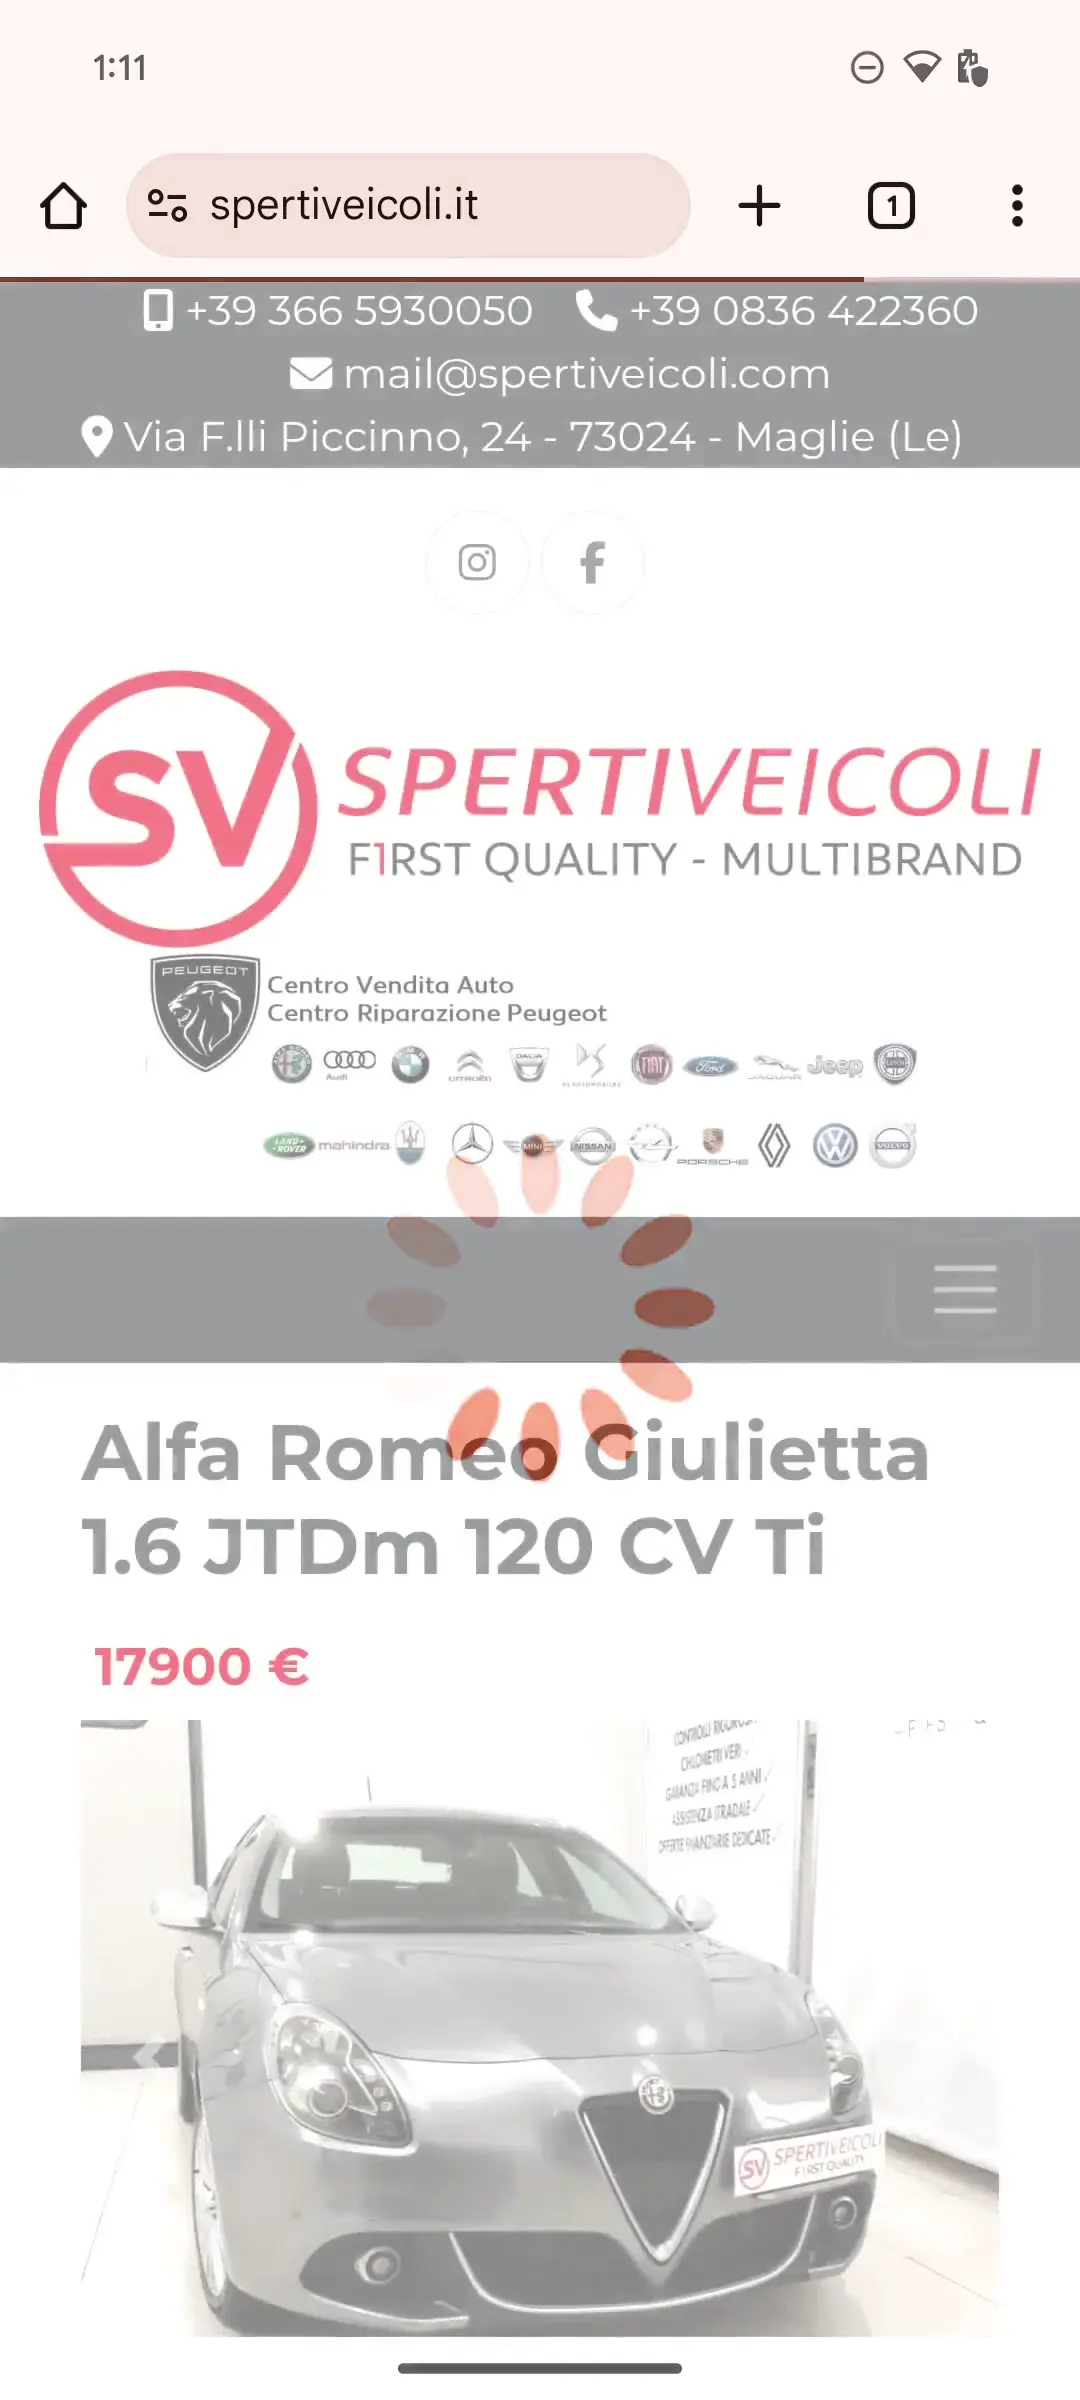 1:11
spertiveicoli.it
1
+39 366 5930050 +39 0836 422360
mail@spertiveicoli.com
Via F.lli Piccinno, 24 - 73024 - Maglie (Le)
SV
SPERTIVEICOLI
F1RST QUALITY - MULTIBRAND
PEUGEOT
Centro Vendita Auto
Centro Riparazione Peugeot
Audi CITROËN DACIA DS AUTOMOBILES FIAT Ford JAGUAR Jeep
LAND ROVER mahindra MINI NISSAN PORSCHE VOLVO
Alfa Romeo Giulietta
1.6 JTDm 120 CV Ti
17900 €
CONTROLLI RIGOROSI
CHILOMETRI VERI
GARANZIA FINO A 5 ANNI
ASSISTENZA STRADALE
OFFERTE FINANZIARIE DEDICATE
SV SPERTIVEICOLI
F1RST QUALITY